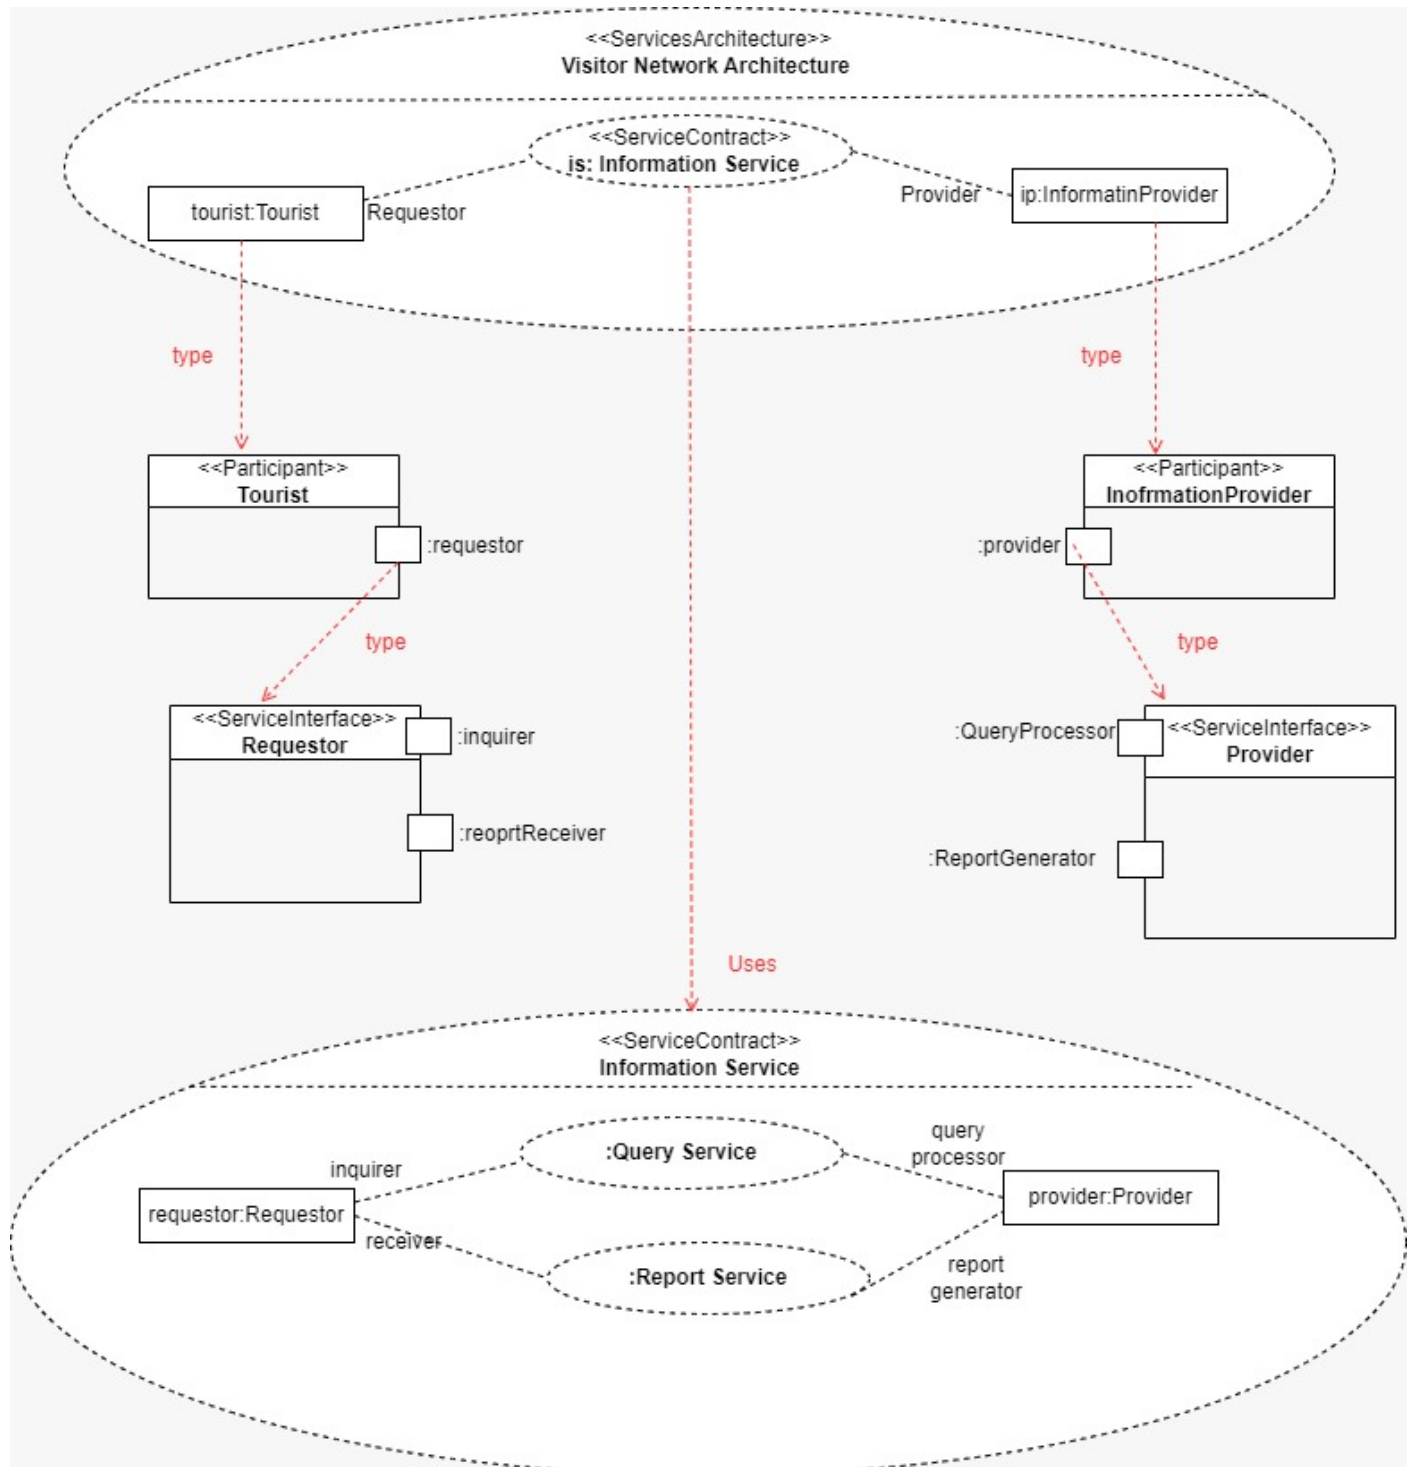 <<ServicesArchitecture>>
Visitor Network Architecture
<<ServiceContract>>
is: Information Service
tourist:Tourist
Requestor
Provider
ip:InformatinProvider
type
type
<<Participant>>
Tourist
:requestor
<<Participant>>
InofrmationProvider
:provider
type
type
<<ServiceInterface>>
Requestor
:inquirer
:reoprtReceiver
:QueryProcessor
<<ServiceInterface>>
Provider
:ReportGenerator
Uses
<<ServiceContract>>
Information Service
:Query Service
query
processor
inquirer
requestor:Requestor
provider:Provider
receiver
:Report Service
report
generator